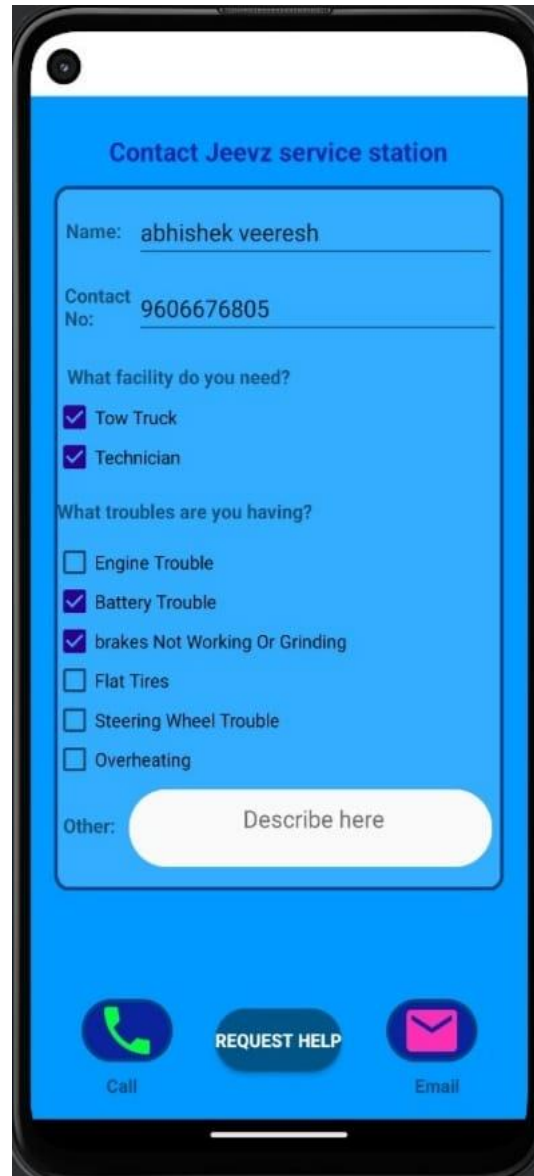 Contact Jeevz service station
Name: abhishek veeresh
Contact
No: 9606676805
What facility do you need?
Tow Truck
Technician
What troubles are you having?
Engine Trouble
Battery Trouble
brakes Not Working Or Grinding
Flat Tires
Steering Wheel Trouble
Overheating
Other: Describe here
REQUEST HELP
Call
Email